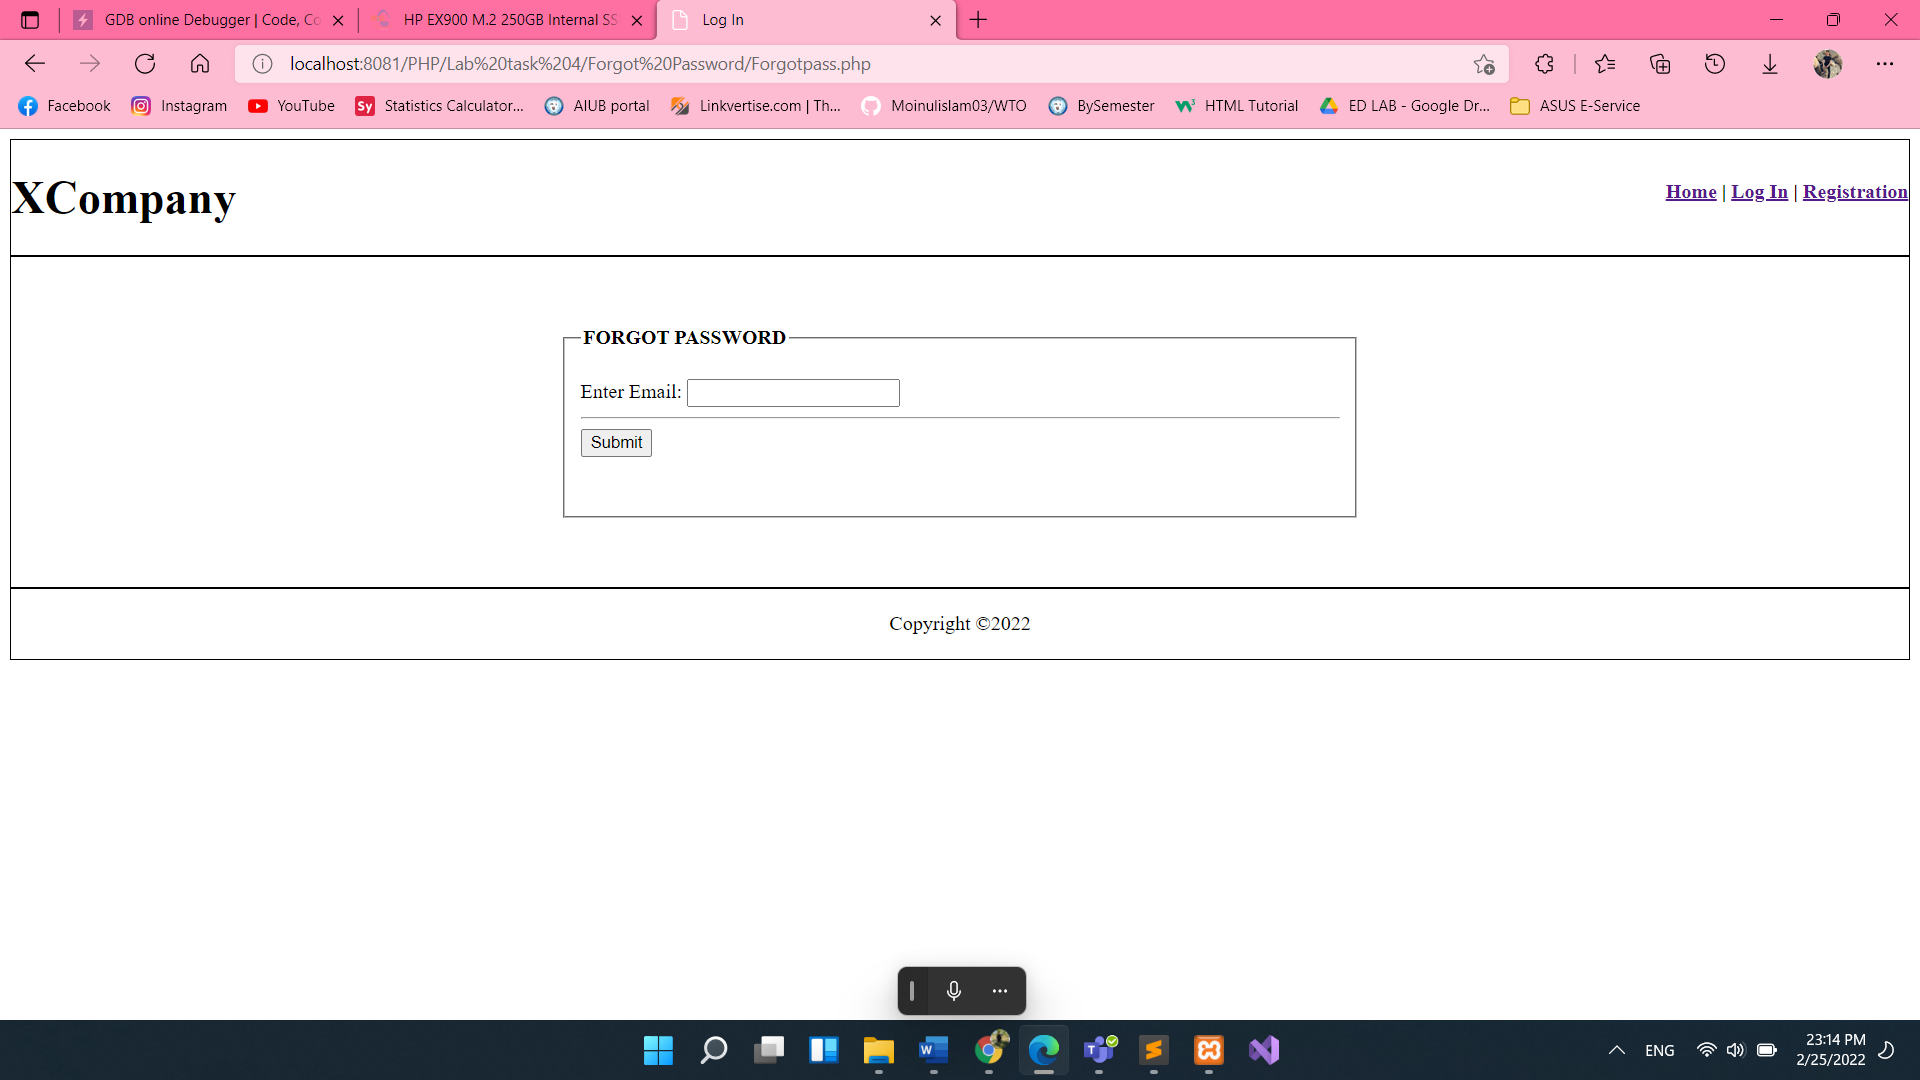 GDB online Debugger | Code, Co
HP EX900 M.2 250GB Internal SS
Log In
localhost:8081/PHP/Lab%20task%204/Forgot%20Password/Forgotpass.php
Facebook Instagram YouTube Statistics Calculator... AIUB portal Linkvertise.com | Th... Moinulislam03/WTO BySemester HTML Tutorial ED LAB - Google Dr... ASUS E-Service
XCompany
Home | Log In | Registration
FORGOT PASSWORD
Enter Email:
Submit
Copyright ©2022
ENG
23:14 PM
2/25/2022